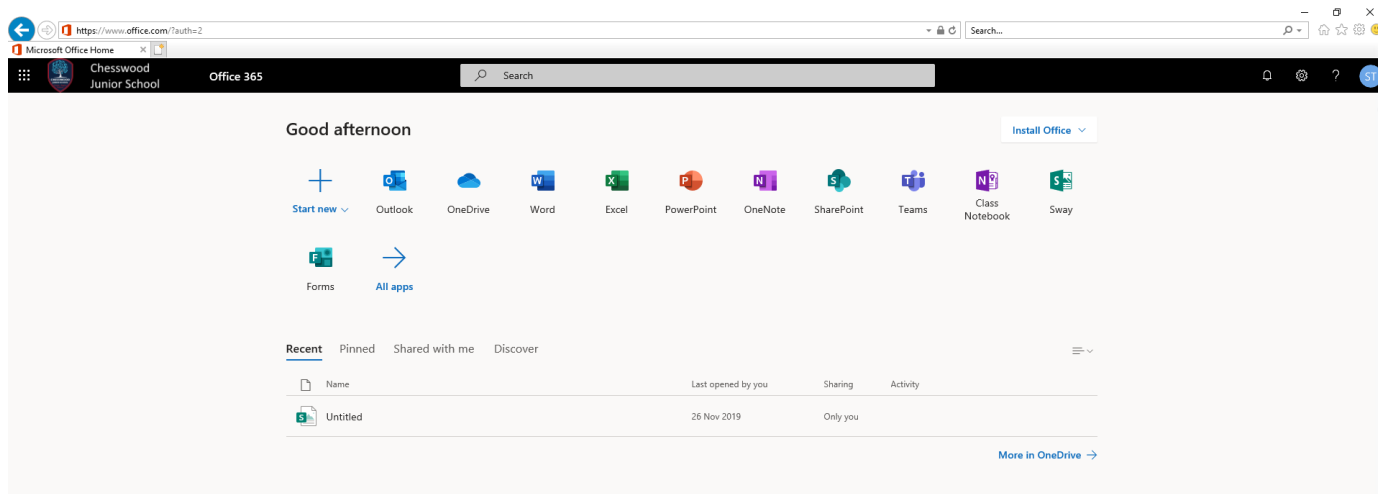 https://www.office.com/?auth=2
Search...
Microsoft Office Home
Chesswood
Junior School
Office 365
Search
ST
Good afternoon
Install Office
Start new
Outlook
OneDrive
Word
Excel
PowerPoint
OneNote
SharePoint
Teams
Class
Notebook
Sway
Forms
All apps
Recent Pinned Shared with me Discover
Name Last opened by you Sharing Activity
Untitled 26 Nov 2019 Only you
More in OneDrive